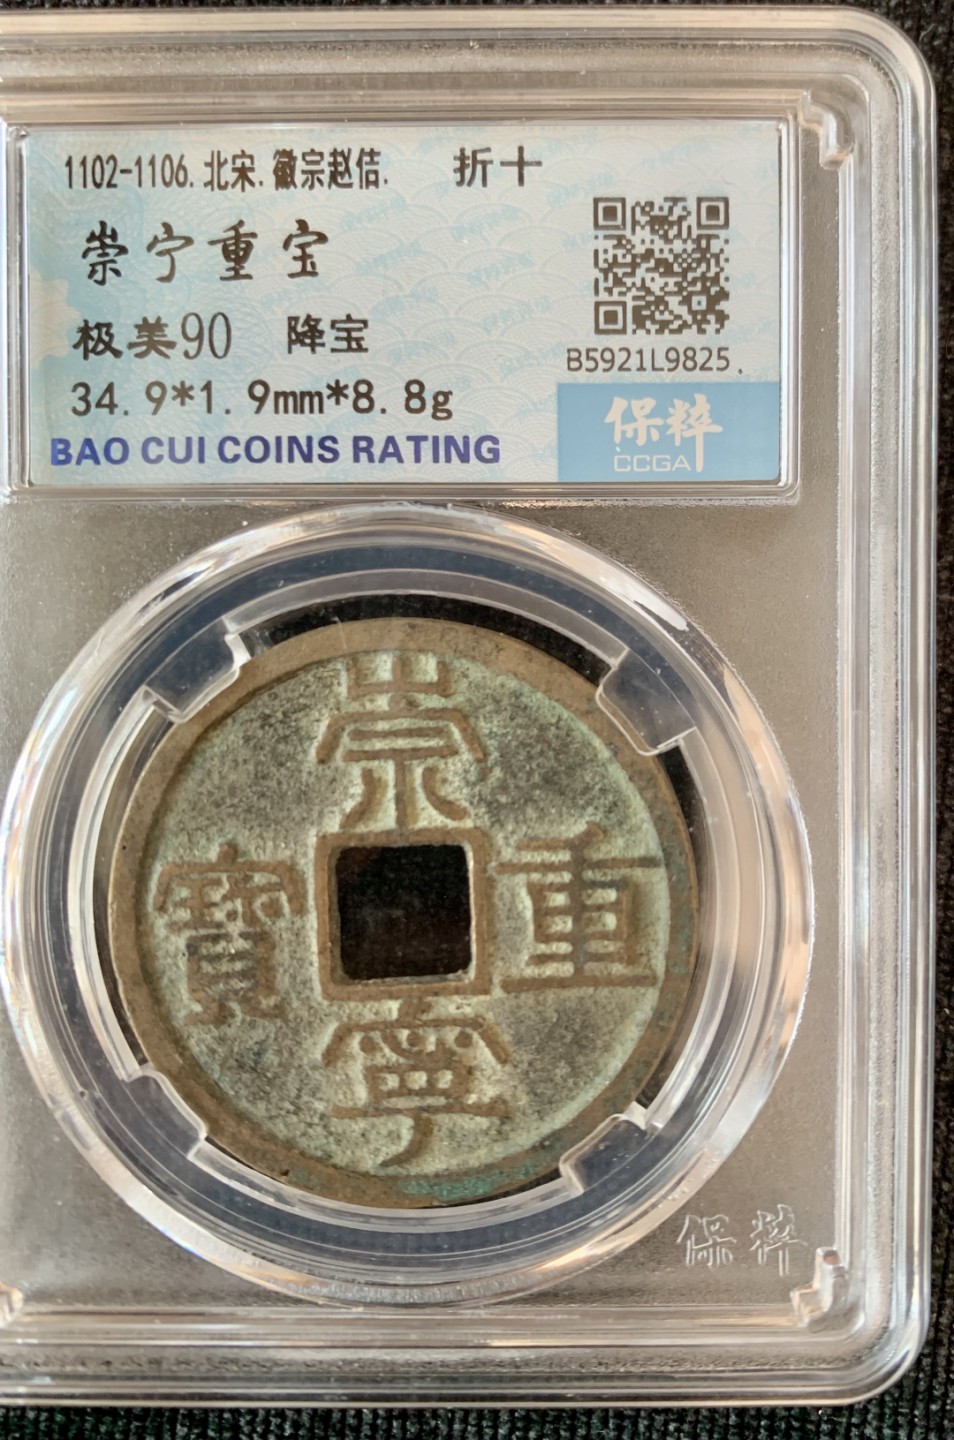 1102-1106.北宋.徽宗赵佶. 折十
崇宁重宝
极美90 降宝
34.9*1.9mm*8.8g
B5921L9825.
BAO CUI COINS RATING
保粹
CCGA
崇
寶 重
寧
保粹